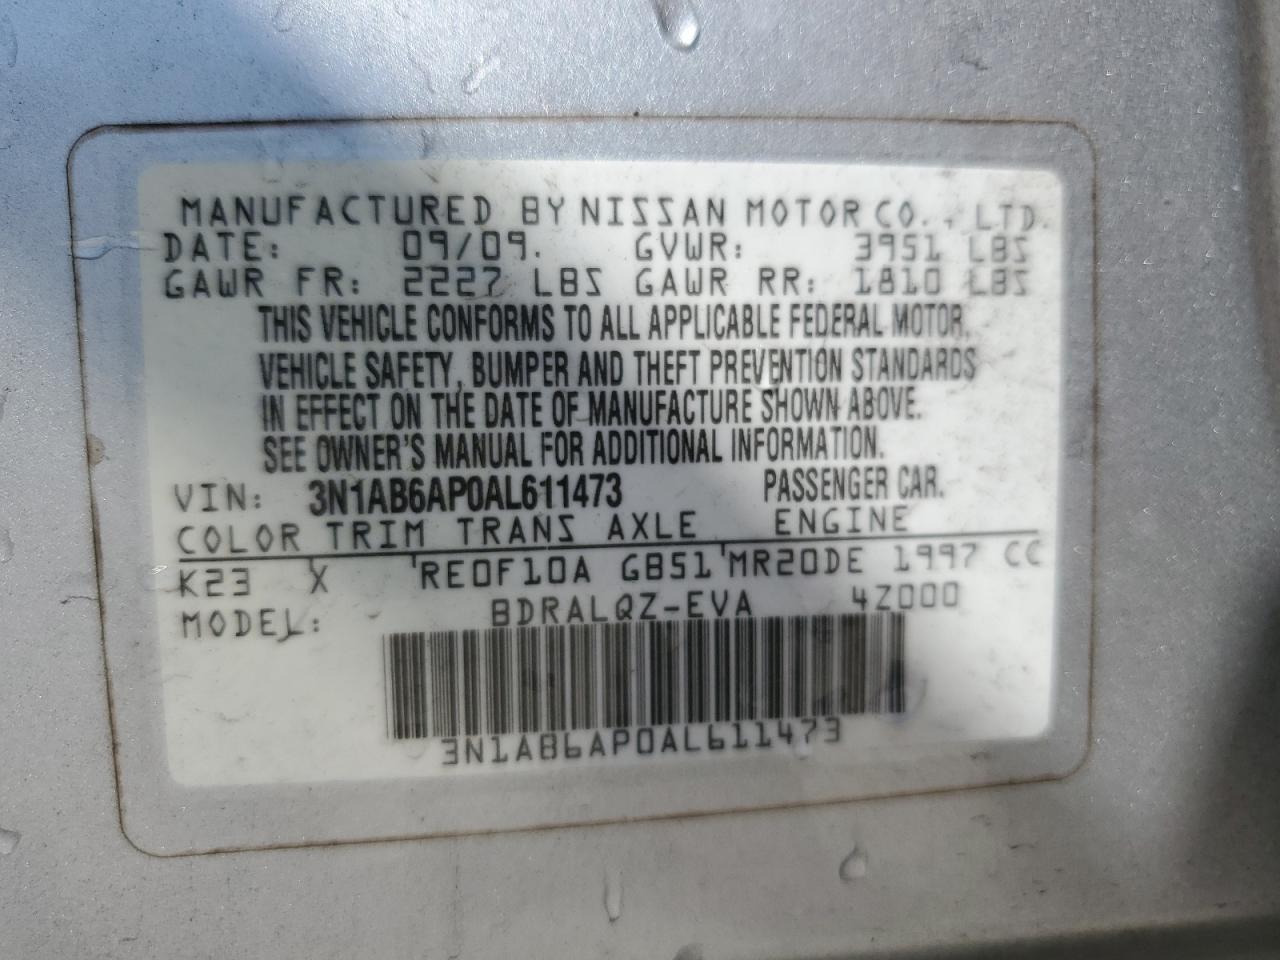 MANUFACTURED BY NISSAN MOTOR CO., LTD.
DATE: 09/09. GVWR: 3951 LBS
GAWR FR: 2227 LBS GAWR RR: 1810 LBS
THIS VEHICLE CONFORMS TO ALL APPLICABLE FEDERAL MOTOR
VEHICLE SAFETY, BUMPER AND THEFT PREVENTION STANDARDS
IN EFFECT ON THE DATE OF MANUFACTURE SHOWN ABOVE.
SEE OWNER'S MANUAL FOR ADDITIONAL INFORMATION.
VIN: 3N1AB6AP0AL611473 PASSENGER CAR.
COLOR TRIM TRANS AXLE ENGINE
K23 X RE0F10A GB51 MR20DE 1997 CC
MODEL: BDRALQZ-EVA 4Z000
3N1AB6AP0AL611473